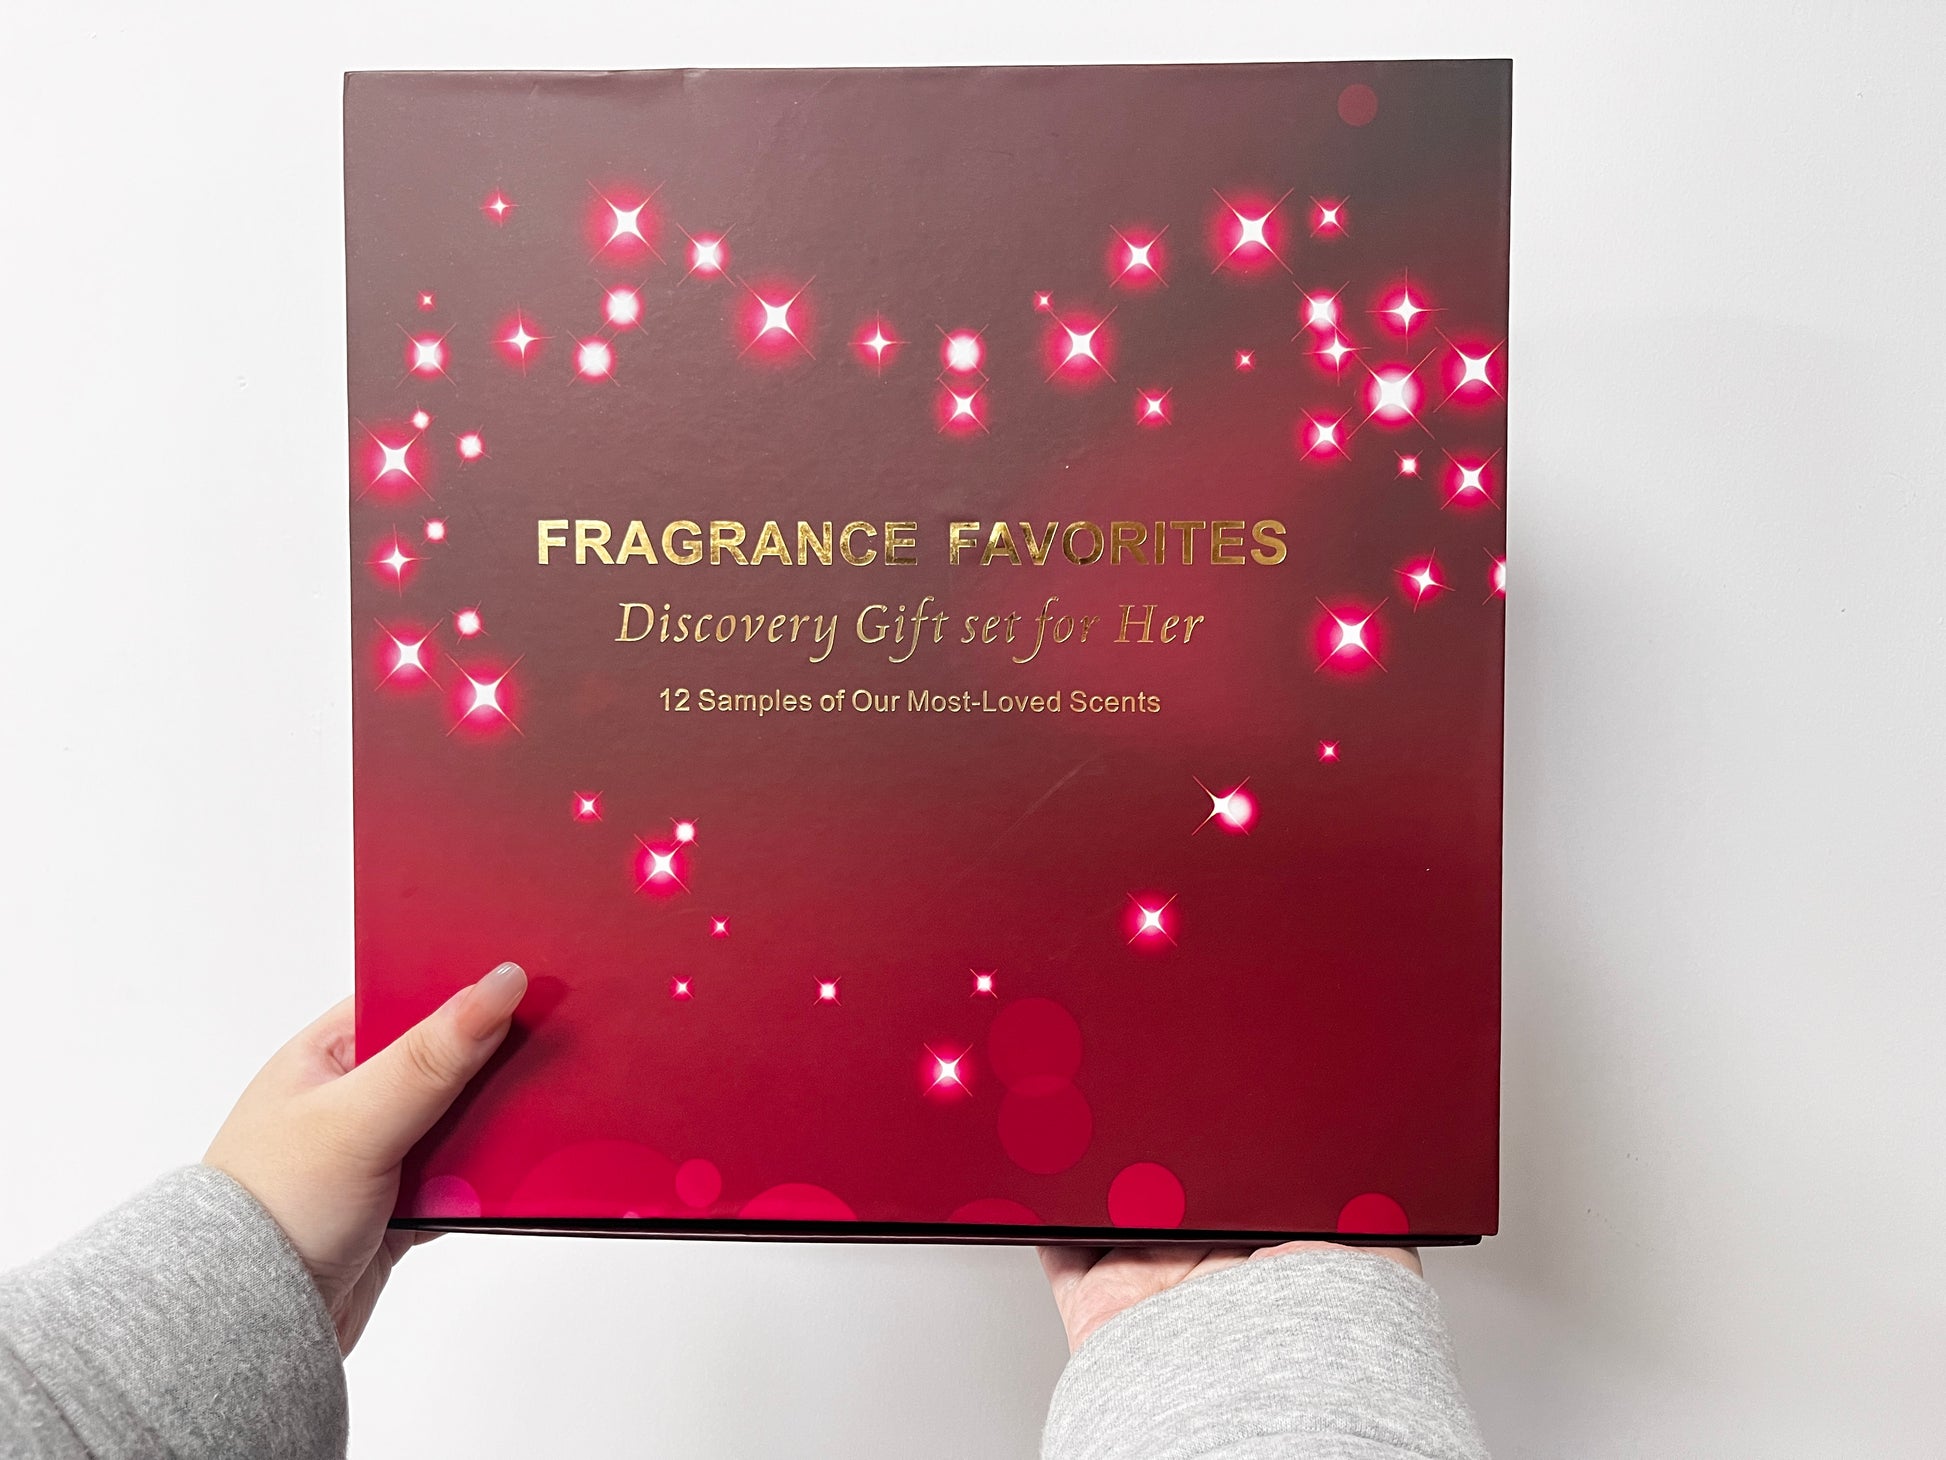 FRAGRANCE FAVORITES
Discovery Gift set for Her
12 Samples of Our Most-Loved Scents